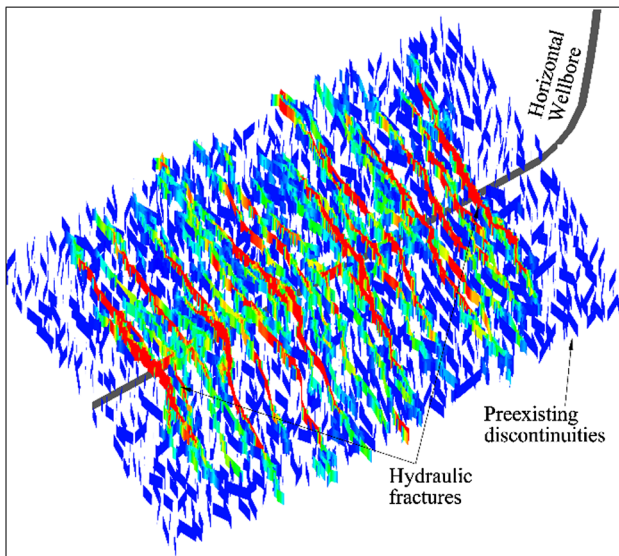 Horizontal
Wellbore
Preexisting
discontinuities
Hydraulic
fractures